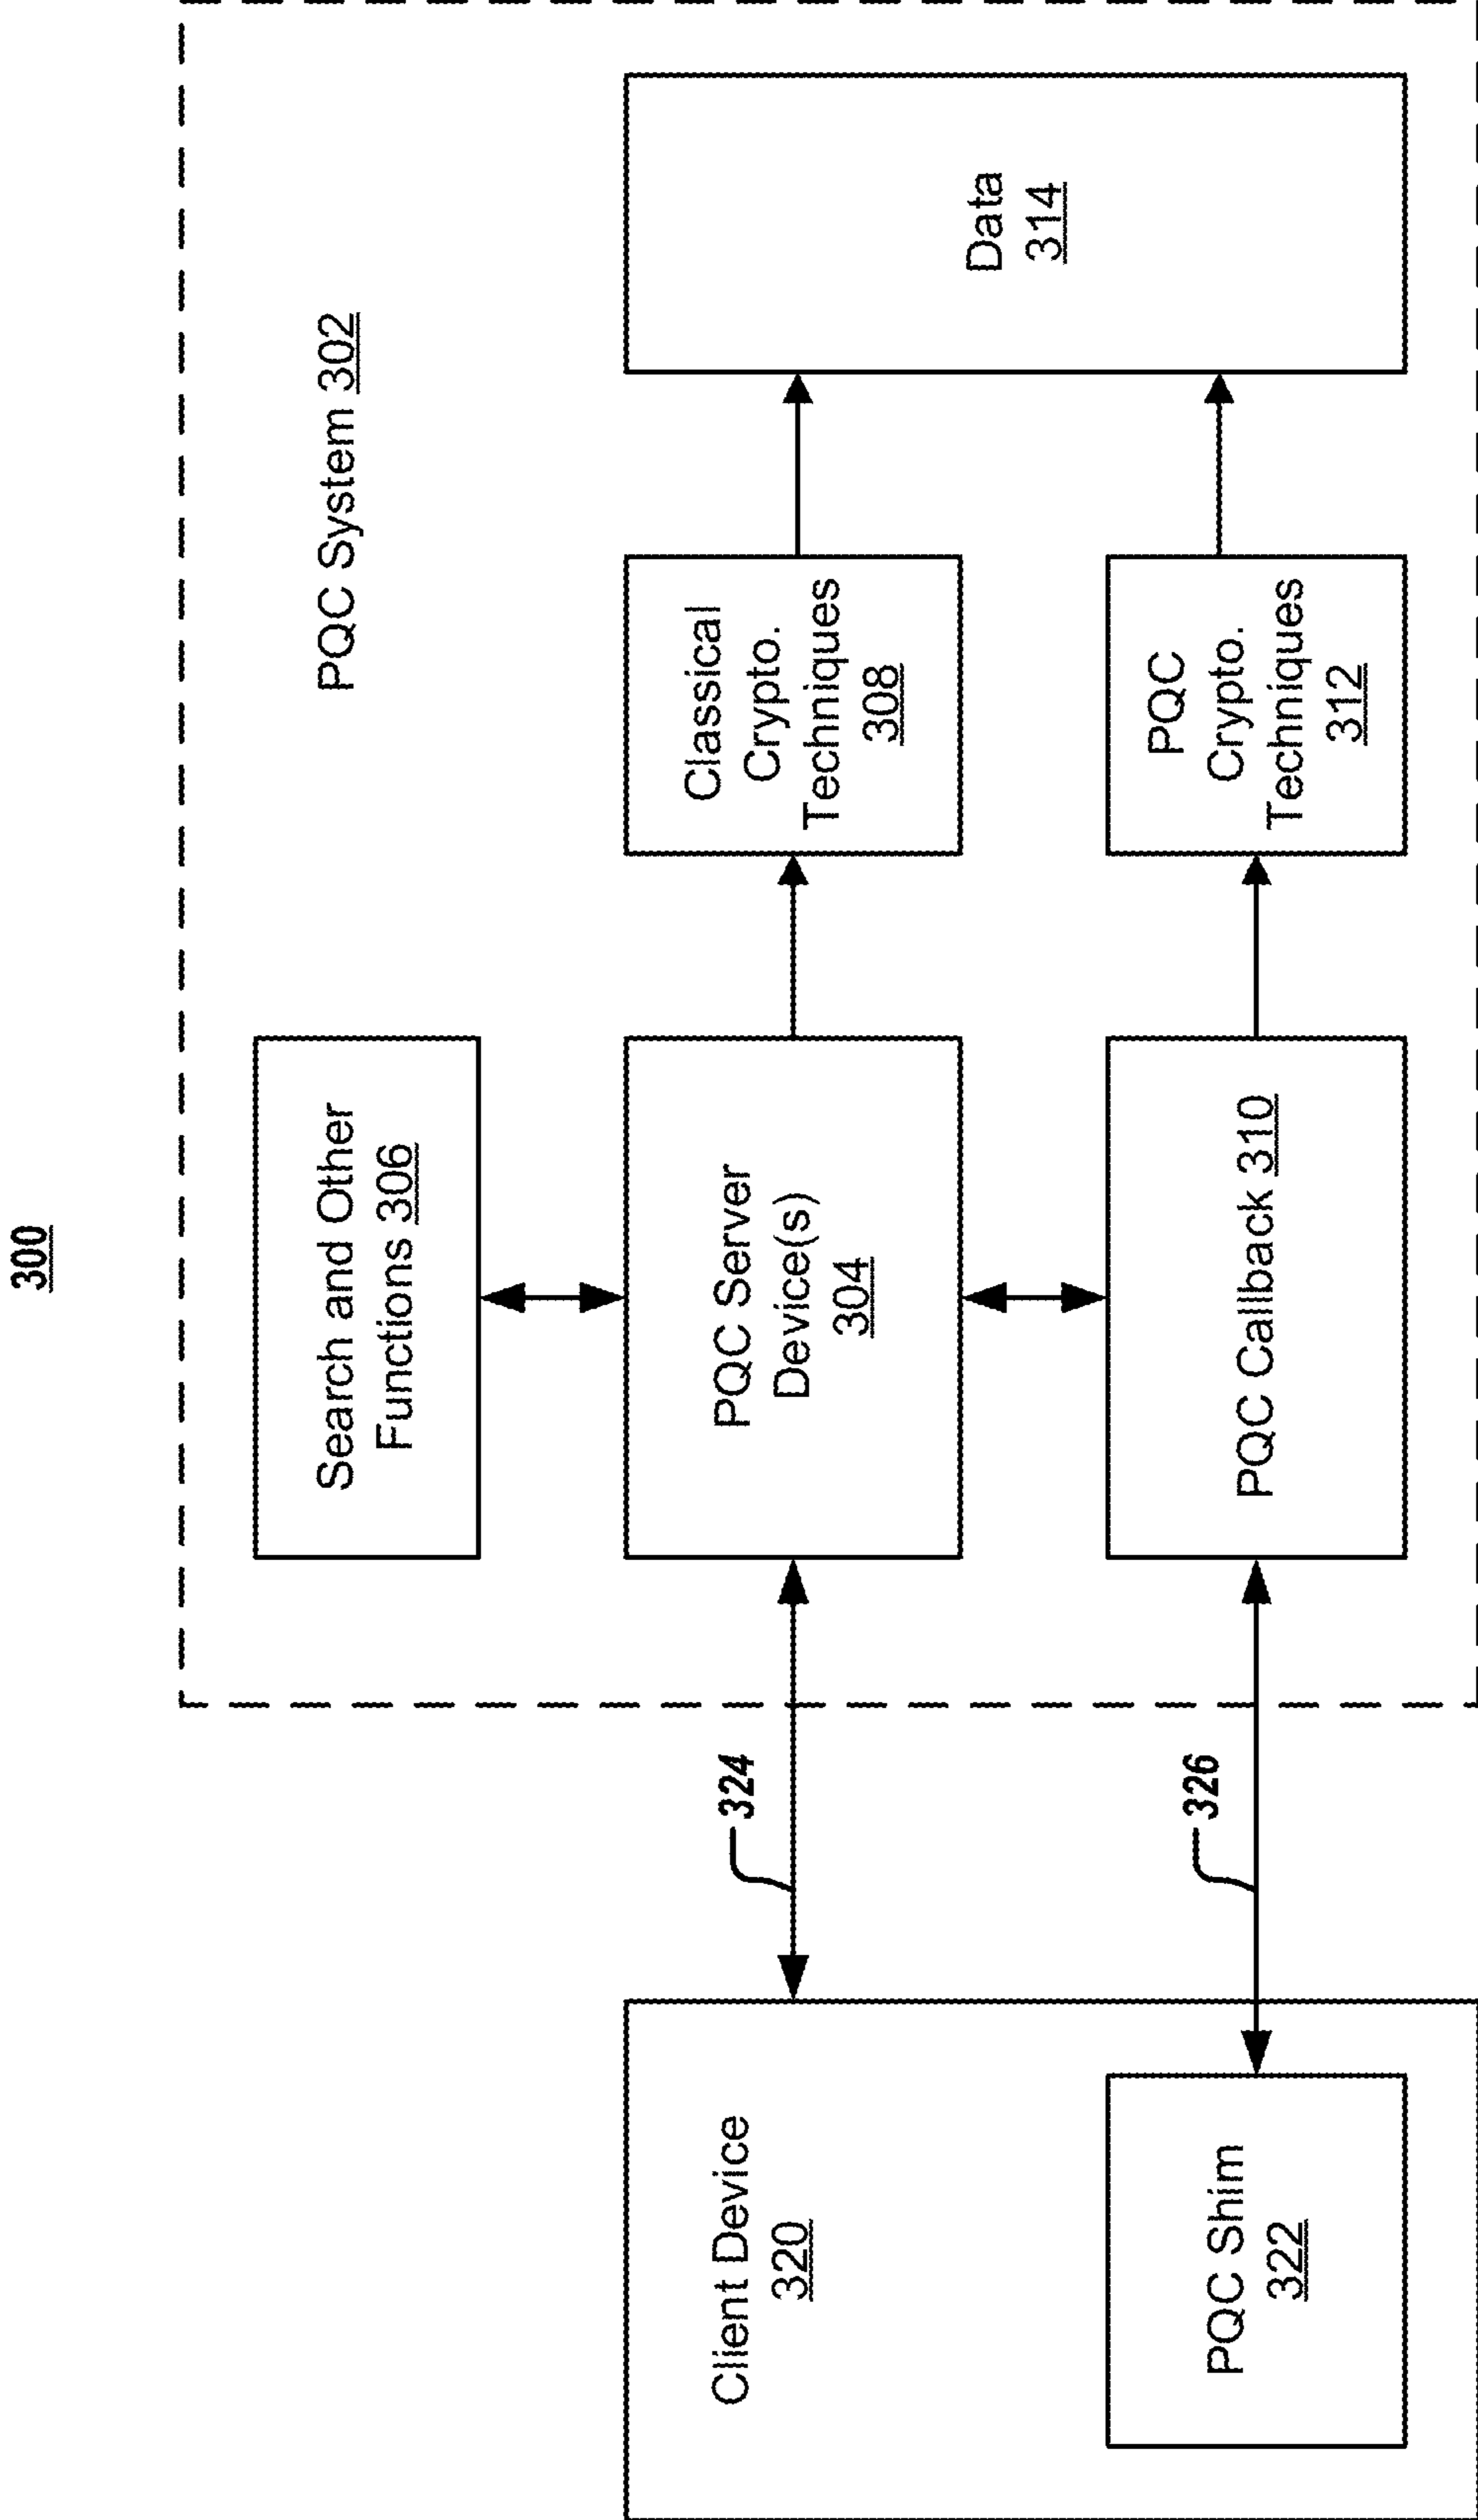 300
PQC System 302
Search and Other
Functions 306
Client Device
320
324
PQC Server
Device(s)
304
Classical
Crypto.
Techniques
308
Data
314
PQC Shim
322
326
PQC Callback 310
PQC
Crypto.
Techniques
312